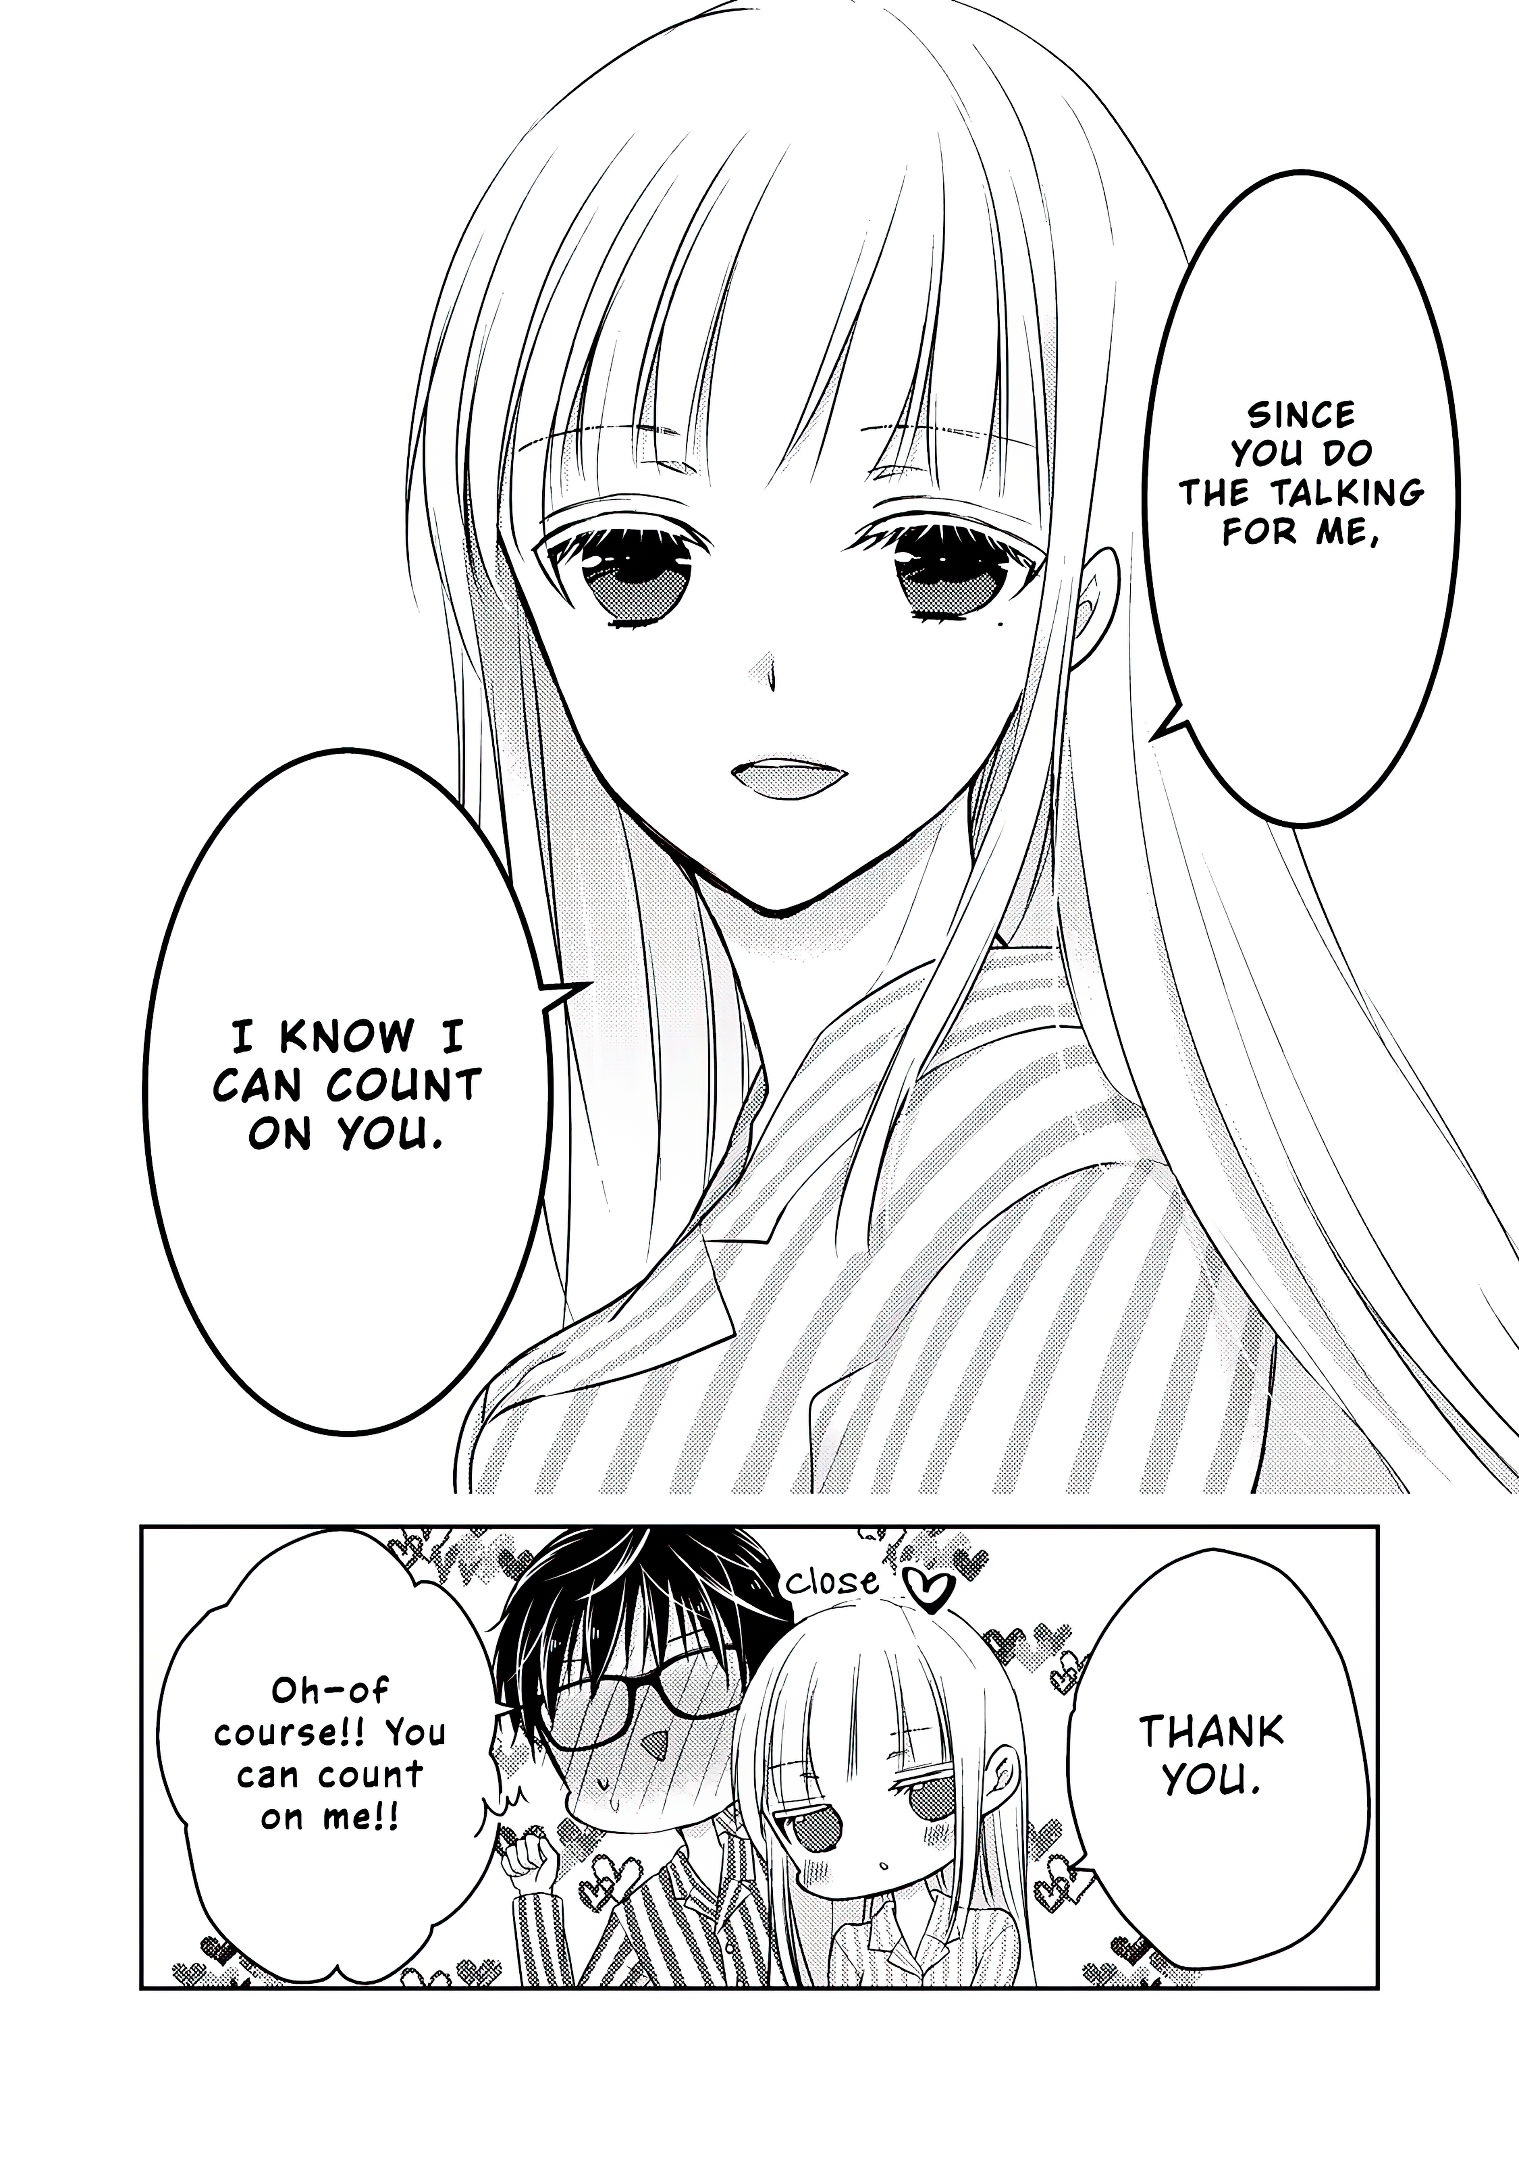 SINCE
YOU DO
THE TALKING
FOR ME,
I KNOW I
CAN COUNT
ON YOU.
THANK
YOU.
close
Oh-of
course!! You
can count
on me!!